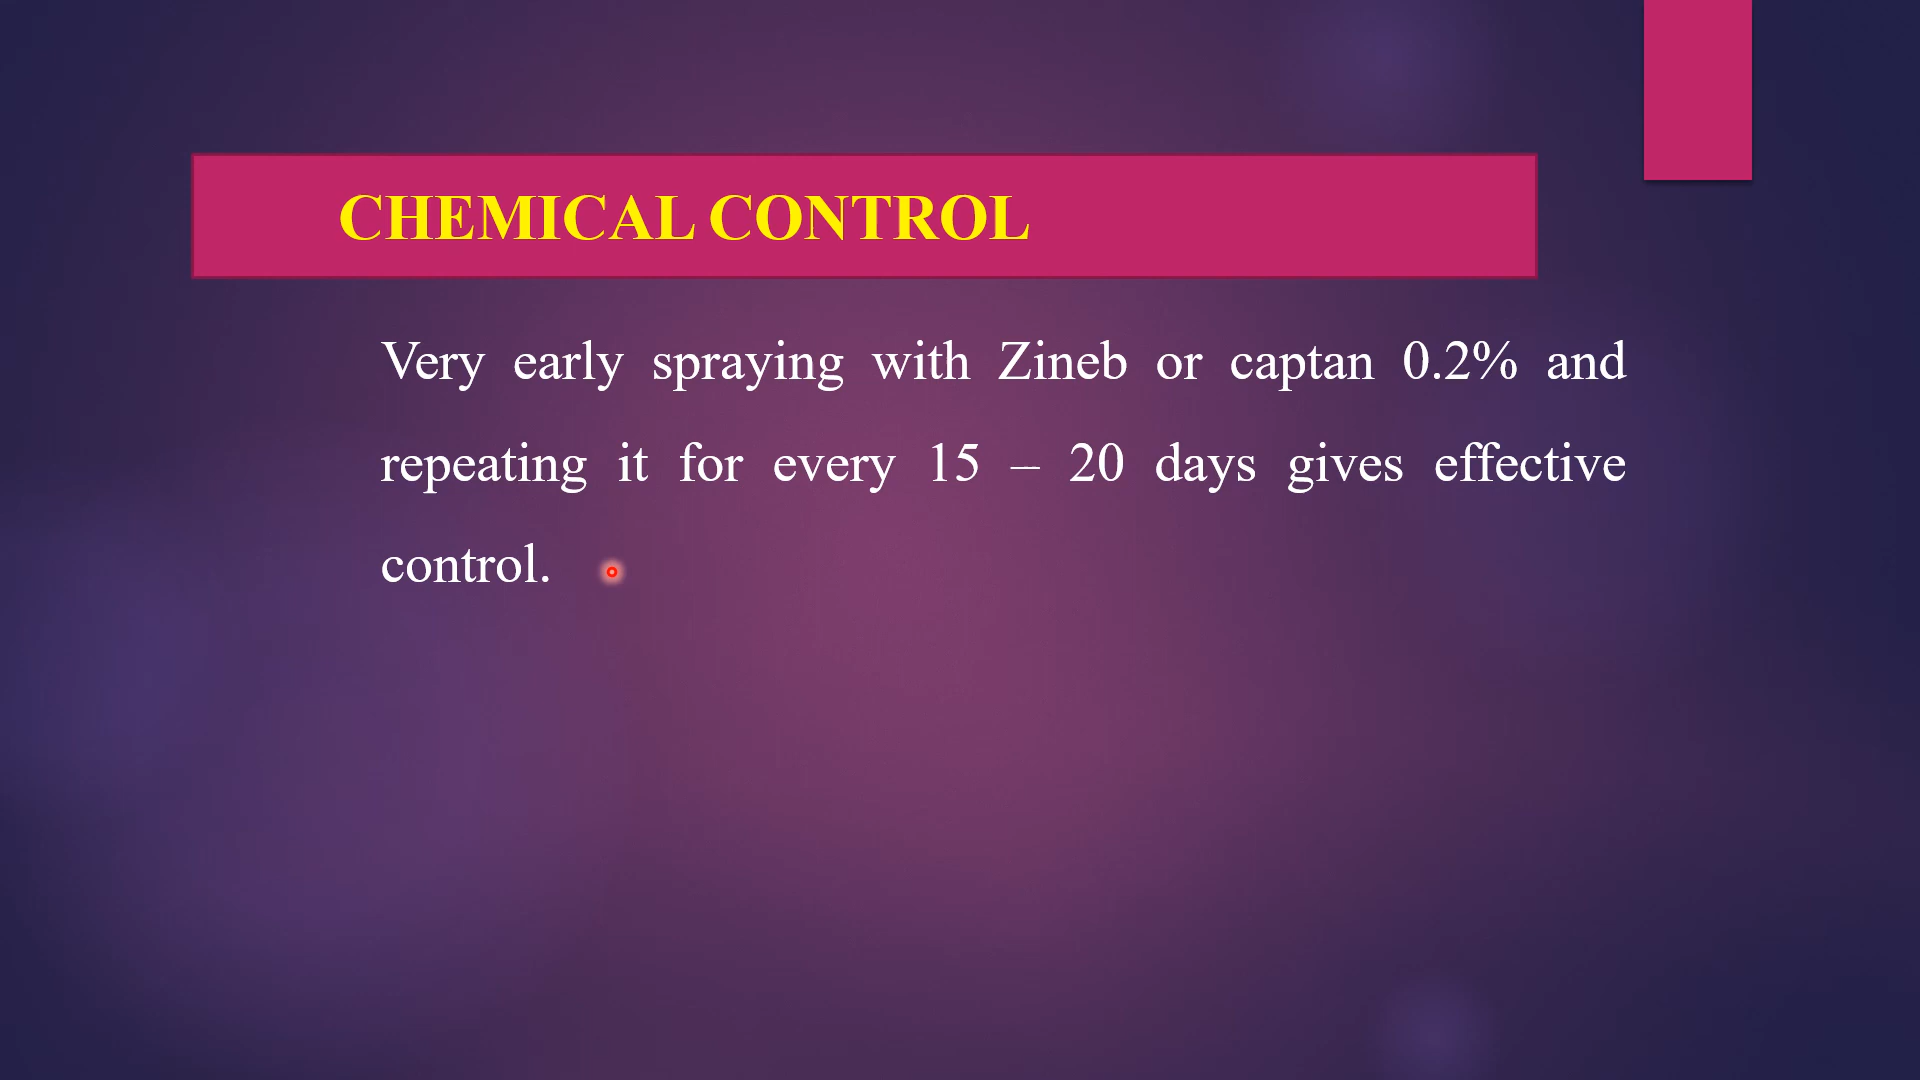 CHEMICAL CONTROL
Very early spraying with Zineb or captan 0.2% and
repeating it for every 15 – 20 days gives effective
control.